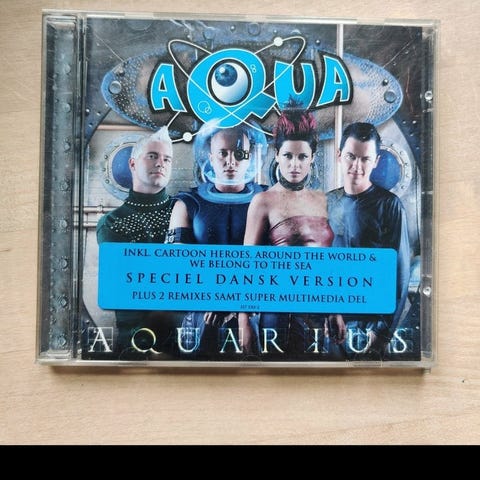 AQUA
INKL. CARTOON HEROES, AROUND THE WORLD &
WE BELONG TO THE SEA
SPECIEL DANSK VERSION
PLUS 2 REMIXES SAMT SUPER MULTIMEDIA DEL
AQUARIUS